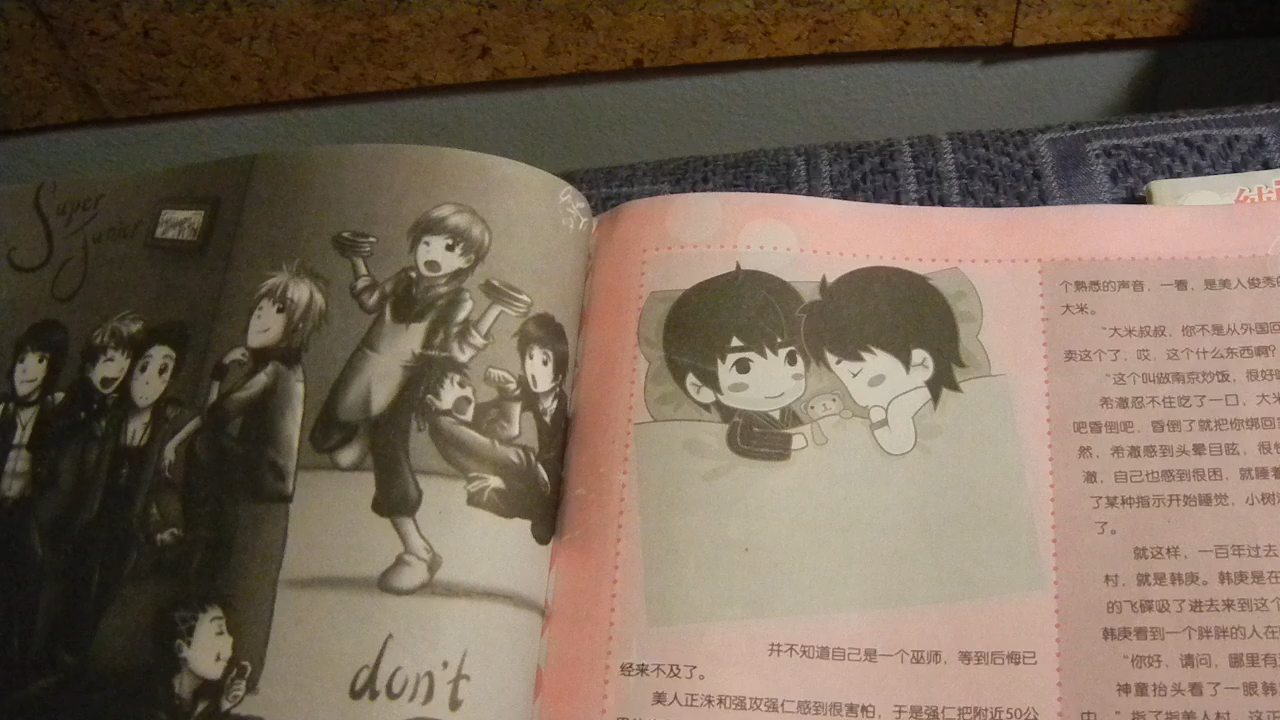 Super
Junior
don't
并不知道自己是一个巫师，等到后悔已
经来不及了。
美人正洙和强攻强仁感到很害怕，于是强仁把附近50公
个熟悉的声音，一看，是美人俊秀
大米。
“大米叔叔，你不是从外国回
卖这个了，哎，这个什么东西啊？
“这个叫做南京炒饭，很好
希澈忍不住吃了一口，大米
吧昏倒吧，昏倒了就把你绑回
然，希澈感到头晕目眩，很
澈，自己也感到很困，就睡着
了某种指示开始睡觉，小树
了。
就这样，一百年过去
村，就是韩庚。韩庚是在
的飞碟吸了进去来到这个
韩庚看到一个胖胖的人在
“你好，请问，哪里有
神童抬头看了一眼韩
中，”指了指美人村，这正